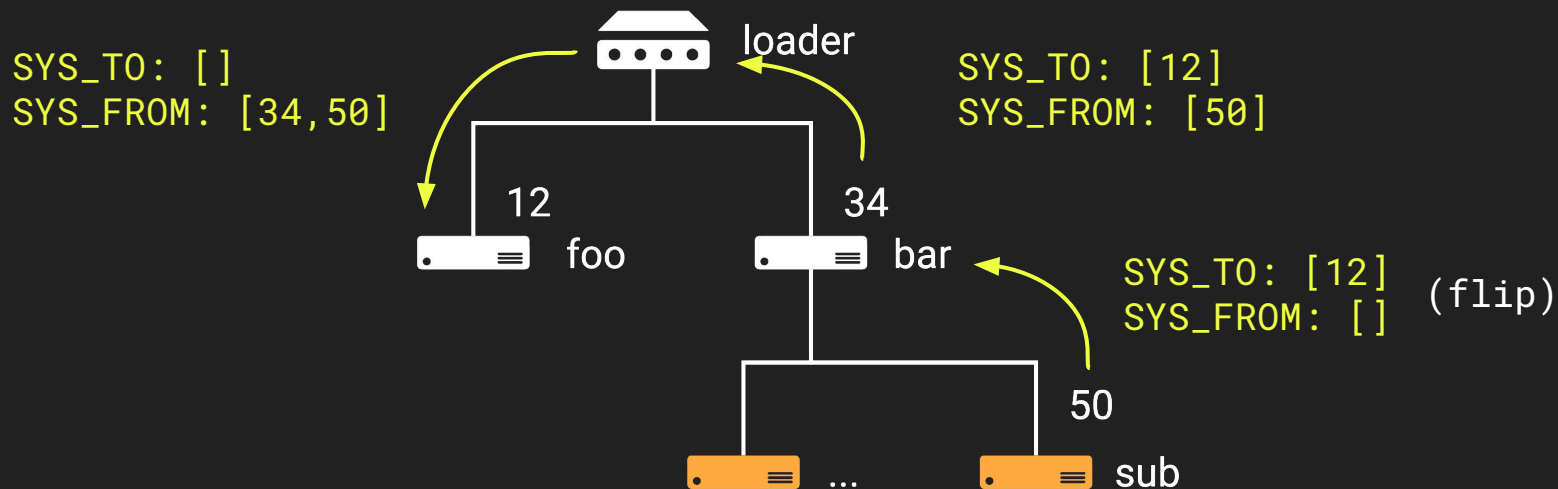 loader
SYS_TO: []
SYS_FROM: [34,50]
SYS_TO: [12]
SYS_FROM: [50]
12
34
foo
bar
SYS_TO: [12]
SYS_FROM: []
(flip)
50
...
sub